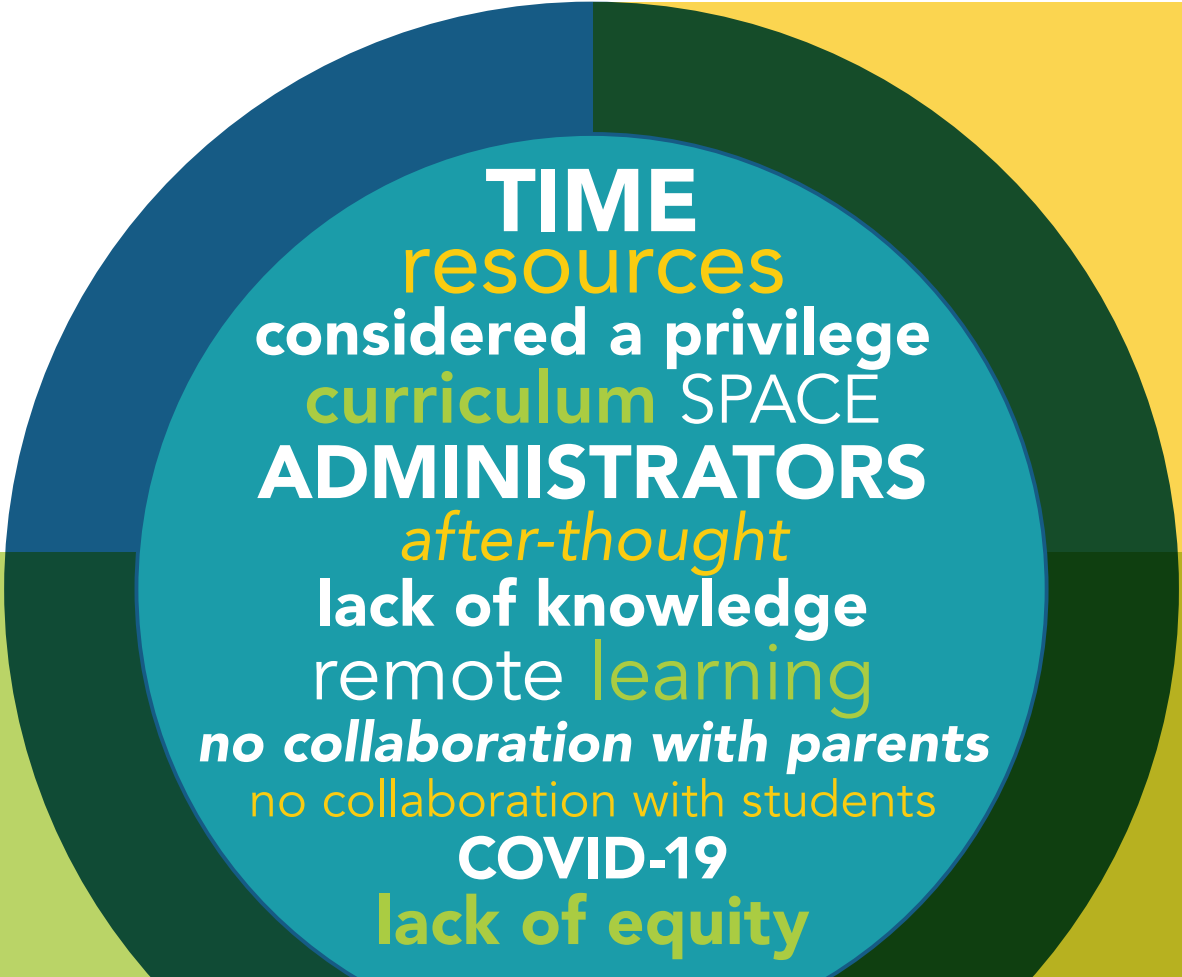 TIME
resources
considered a privilege
curriculum SPACE
ADMINISTRATORS
after-thought
lack of knowledge
remote learning
no collaboration with parents
no collaboration with students
COVID-19
lack of equity